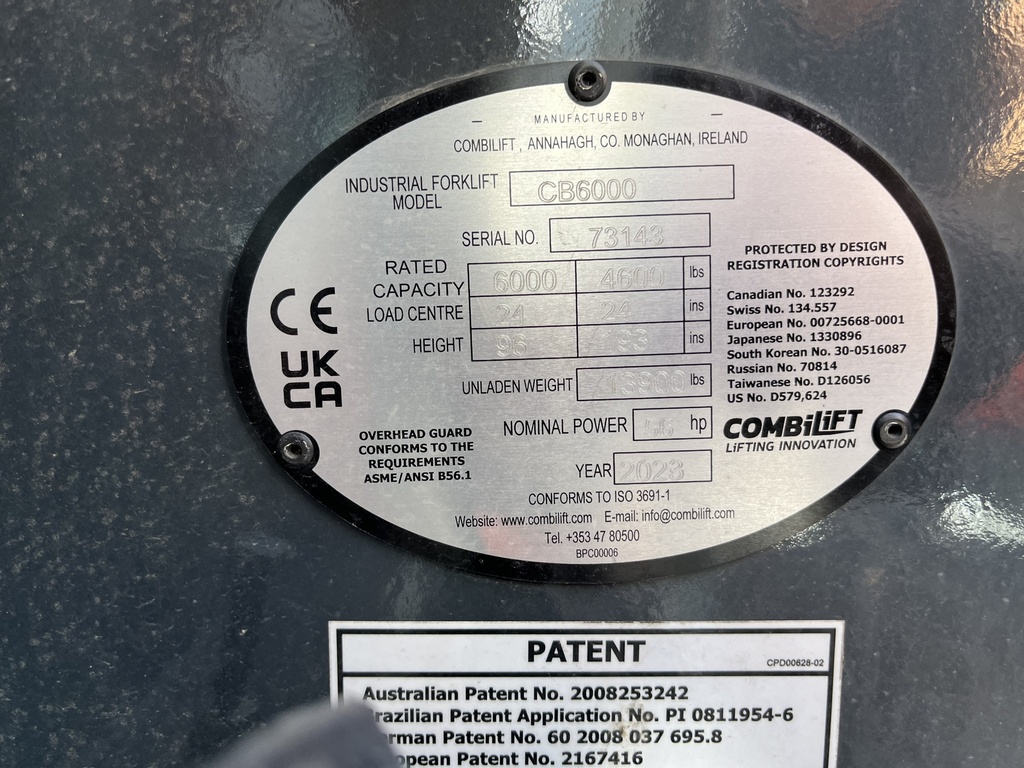 MANUFACTURED BY
COMBILIFT , ANNAHAGH, CO. MONAGHAN, IRELAND
INDUSTRIAL FORKLIFT MODEL CB6000
SERIAL NO. 73143
RATED CAPACITY 6000 4600 lbs
LOAD CENTRE 24 24 ins
HEIGHT ins
UNLADEN WEIGHT lbs
NOMINAL POWER hp
YEAR 2023
CONFORMS TO ISO 3691-1
Website: www.combilift.com E-mail: info@combilift.com
Tel. +353 47 80500
BPC00006
CE
UK
CA
OVERHEAD GUARD
CONFORMS TO THE
REQUIREMENTS
ASME/ANSI B56.1
PROTECTED BY DESIGN
REGISTRATION COPYRIGHTS
Canadian No. 123292
Swiss No. 134.557
European No. 00725668-0001
Japanese No. 1330896
South Korean No. 30-0516087
Russian No. 70814
Taiwanese No. D126056
US No. D579,624
COMBiLiFT
LiFTING INNOVATION
PATENT
CPD00628-02
Australian Patent No. 2008253242
Patent Application No. PI 0811954-6
Patent No. 60 2008 037 695.8
Patent No. 2167416